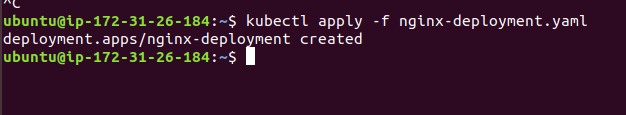 ^C
ubuntu@ip-172-31-26-184:~$ kubectl apply -f nginx-deployment.yaml
deployment.apps/nginx-deployment created
ubuntu@ip-172-31-26-184:~$